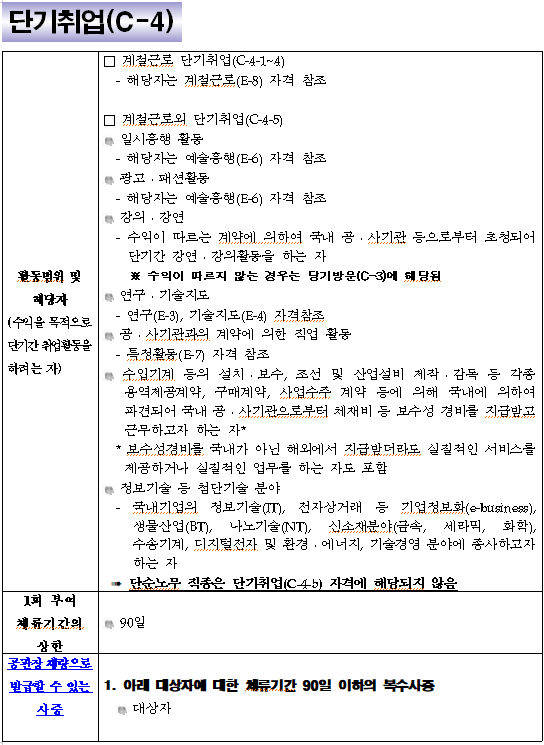 단기취업(C-4)
활동범위 및
해당자
(수익을 목적으로
단기간 취업활동을
하려는 자)
□ 계절근로 단기취업(C-4-1~4)
- 해당자는 계절근로(E-8) 자격 참조
□ 계절근로외 단기취업(C-4-5)
일시흥행 활동
- 해당자는 예술흥행(E-6) 자격 참조
광고·패션활동
- 해당자는 예술흥행(E-6) 자격 참조
강의·강연
- 수익이 따르는 계약에 의하여 국내 공·사기관 등으로부터 초청되어
단기간 강연·강의활동을 하는 자
※ 수익이 따르지 않는 경우는 단기방문(C-3)에 해당됨
연구·기술지도
- 연구(E-3), 기술지도(E-4) 자격참조
공·사기관과의 계약에 의한 직업 활동
- 특정활동(E-7) 자격 참조
수입기계 등의 설치·보수, 조선 및 산업설비 제작·감독 등 각종
용역제공계약, 구매계약, 사업수주 계약 등에 의해 국내에 의하여
파견되어 국내 공·사기관으로부터 체재비 등 보수성 경비를 지급받고
근무하고자 하는 자*
* 보수성경비를 국내가 아닌 해외에서 지급받더라도 실질적인 서비스를
제공하거나 실질적인 업무를 하는 자도 포함
정보기술 등 첨단기술 분야
- 국내기업의 정보기술(IT), 전자상거래 등 기업정보화(e-business),
생물산업(BT), 나노기술(NT), 신소재분야(금속, 세라믹, 화학),
수송기계, 디지털전자 및 환경·에너지, 기술경영 분야에 종사하고자
하는 자
➠ 단순노무 직종은 단기취업(C-4-5) 자격에 해당되지 않음
1회 부여
체류기간의
상한
90일
공관장 재량으로
발급할 수 있는
사증
1. 아래 대상자에 대한 체류기간 90일 이하의 복수사증
대상자